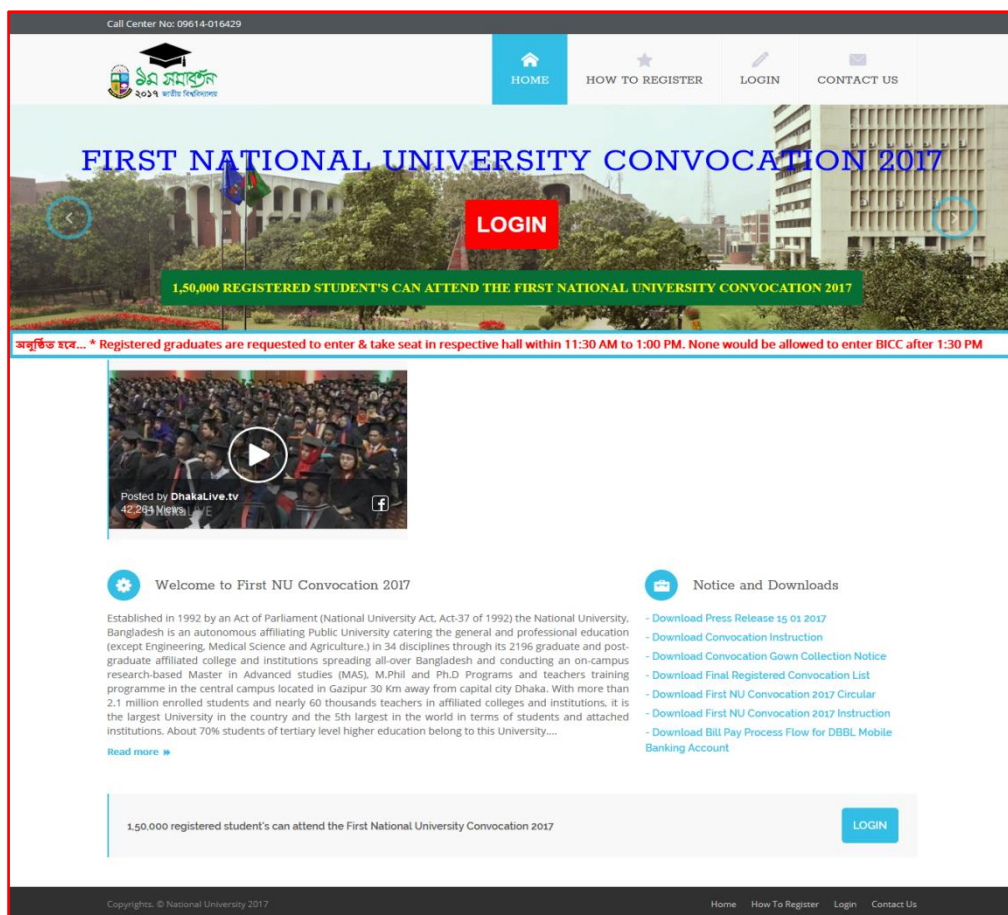 Call Center No: 09614-016429
১ম সমাবর্তন
২০১৭ জাতীয় বিশ্ববিদ্যালয়
HOME
HOW TO REGISTER
LOGIN
CONTACT US
FIRST NATIONAL UNIVERSITY CONVOCATION 2017
LOGIN
1,50,000 REGISTERED STUDENT'S CAN ATTEND THE FIRST NATIONAL UNIVERSITY CONVOCATION 2017
অনুষ্ঠিত হবে... * Registered graduates are requested to enter & take seat in respective hall within 11:30 AM to 1:00 PM. None would be allowed to enter BICC after 1:30 PM
Posted by DhakaLive.tv
42,264 Views
Welcome to First NU Convocation 2017
Established in 1992 by an Act of Parliament (National University Act, Act-37 of 1992) the National University,
Bangladesh is an autonomous affiliating Public University catering the general and professional education
(except Engineering, Medical Science and Agriculture.) in 34 disciplines through its 2196 graduate and post-
graduate affiliated college and institutions spreading all-over Bangladesh and conducting an on-campus
research-based Master in Advanced studies (MAS), M.Phil and Ph.D Programs and teachers training
programme in the central campus located in Gazipur 30 Km away from capital city Dhaka. With more than
2.1 million enrolled students and nearly 60 thousands teachers in affiliated colleges and institutions, it is
the largest University in the country and the 5th largest in the world in terms of students and attached
institutions. About 70% students of tertiary level higher education belong to this University....
Read more »
Notice and Downloads
- Download Press Release 15 01 2017
- Download Convocation Instruction
- Download Convocation Gown Collection Notice
- Download Final Registered Convocation List
- Download First NU Convocation 2017 Circular
- Download First NU Convocation 2017 Instruction
- Download Bill Pay Process Flow for DBBL Mobile
Banking Account
1,50,000 registered student's can attend the First National University Convocation 2017
LOGIN
Copyrights. © National University 2017
Home How To Register Login Contact Us